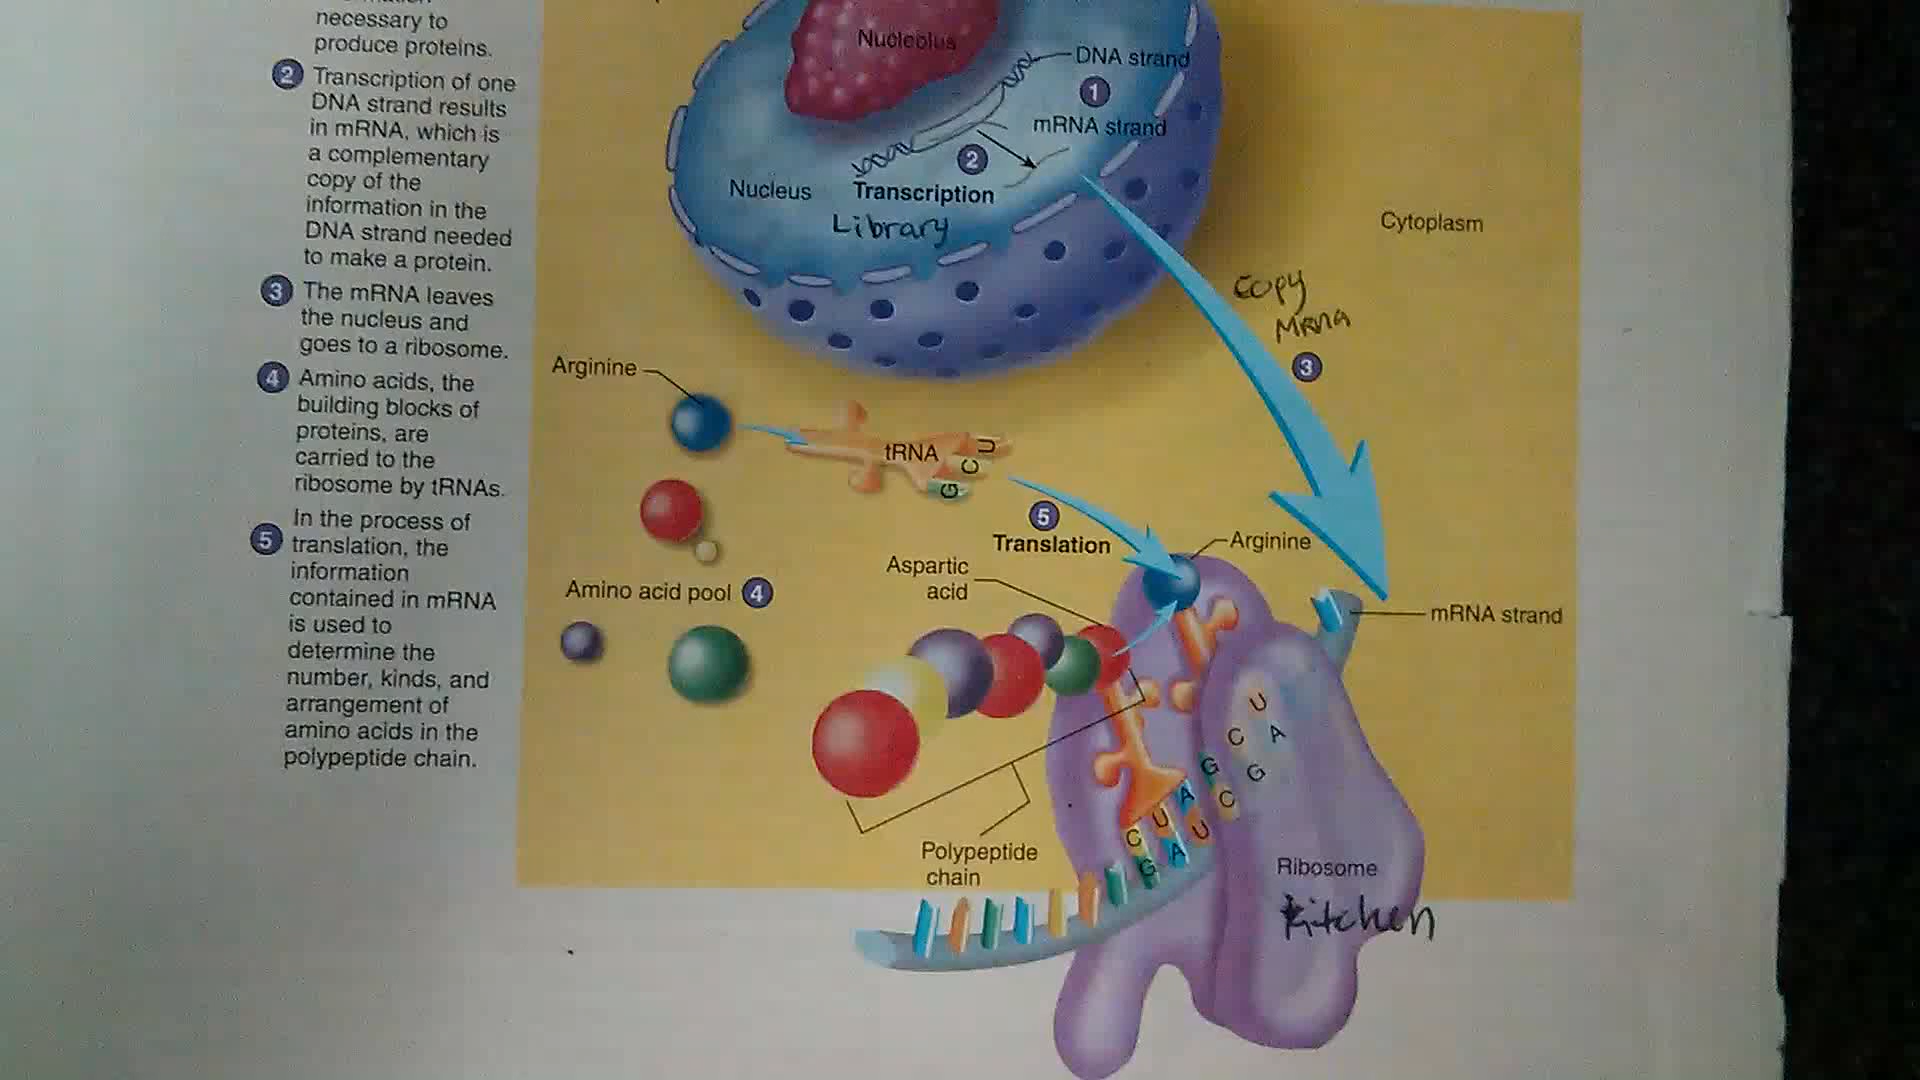 necessary to
produce proteins.
2 Transcription of one
DNA strand results
in mRNA, which is
a complementary
copy of the
information in the
DNA strand needed
to make a protein.
3 The mRNA leaves
the nucleus and
goes to a ribosome.
4 Amino acids, the
building blocks of
proteins, are
carried to the
ribosome by tRNAs.
5 In the process of
translation, the
information
contained in mRNA
is used to
determine the
number, kinds, and
arrangement of
amino acids in the
polypeptide chain.
Nucleolus
DNA strand
1
mRNA strand
2
Nucleus
Transcription
Library
Cytoplasm
Copy
Mrna
3
Arginine
tRNA
G C U
5
Translation
Arginine
Aspartic
acid
Amino acid pool 4
mRNA strand
C U A G C U
G A U C G A
Polypeptide
chain
Ribosome
Kitchen